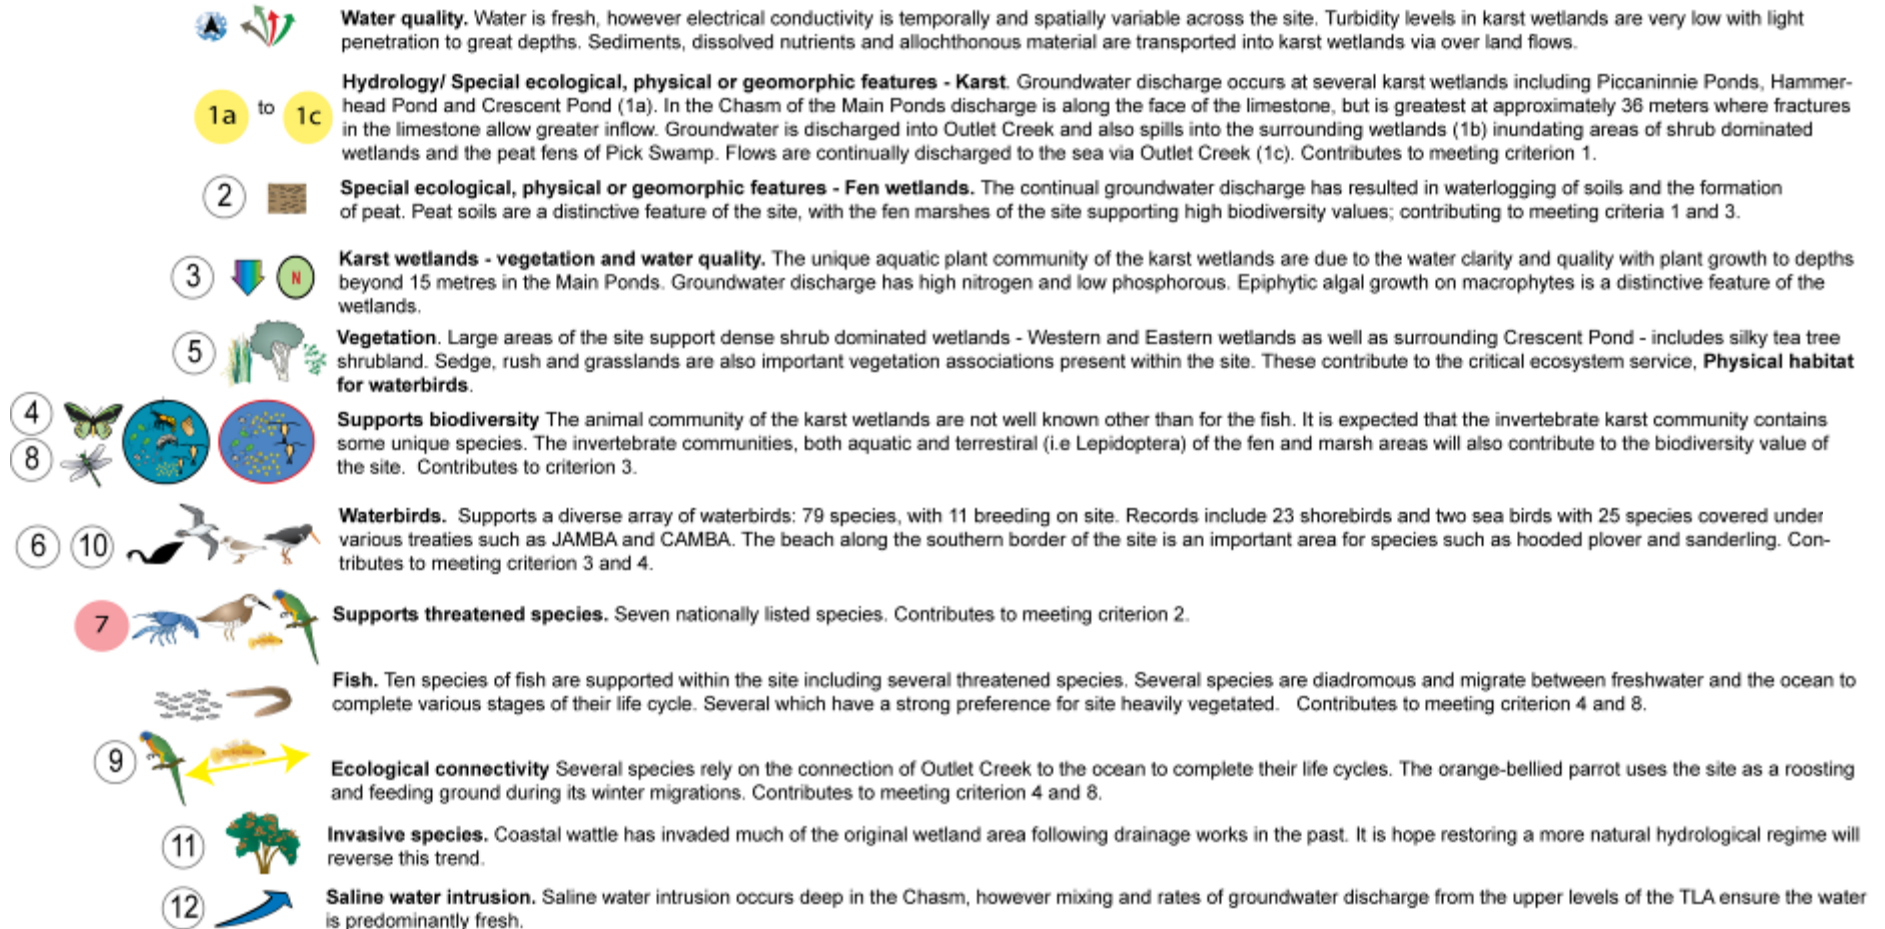 Water quality. Water is fresh, however electrical conductivity is temporally and spatially variable across the site. Turbidity levels in karst wetlands are very low with light
penetration to great depths. Sediments, dissolved nutrients and allochthonous material are transported into karst wetlands via over land flows.
1a to 1c
Hydrology/ Special ecological, physical or geomorphic features - Karst. Groundwater discharge occurs at several karst wetlands including Piccaninnie Ponds, Hammer-
head Pond and Crescent Pond (1a). In the Chasm of the Main Ponds discharge is along the face of the limestone, but is greatest at approximately 36 meters where fractures
in the limestone allow greater inflow. Groundwater is discharged into Outlet Creek and also spills into the surrounding wetlands (1b) inundating areas of shrub dominated
wetlands and the peat fens of Pick Swamp. Flows are continually discharged to the sea via Outlet Creek (1c). Contributes to meeting criterion 1.
2
Special ecological, physical or geomorphic features - Fen wetlands. The continual groundwater discharge has resulted in waterlogging of soils and the formation
of peat. Peat soils are a distinctive feature of the site, with the fen marshes of the site supporting high biodiversity values; contributing to meeting criteria 1 and 3.
3 N
Karst wetlands - vegetation and water quality. The unique aquatic plant community of the karst wetlands are due to the water clarity and quality with plant growth to depths
beyond 15 metres in the Main Ponds. Groundwater discharge has high nitrogen and low phosphorous. Epiphytic algal growth on macrophytes is a distinctive feature of the
wetlands.
5
Vegetation. Large areas of the site support dense shrub dominated wetlands - Western and Eastern wetlands as well as surrounding Crescent Pond - includes silky tea tree
shrubland. Sedge, rush and grasslands are also important vegetation associations present within the site. These contribute to the critical ecosystem service, Physical habitat
for waterbirds.
4
8
Supports biodiversity The animal community of the karst wetlands are not well known other than for the fish. It is expected that the invertebrate karst community contains
some unique species. The invertebrate communities, both aquatic and terrestiral (i.e Lepidoptera) of the fen and marsh areas will also contribute to the biodiversity value of
the site. Contributes to criterion 3.
6 10
Waterbirds. Supports a diverse array of waterbirds: 79 species, with 11 breeding on site. Records include 23 shorebirds and two sea birds with 25 species covered under
various treaties such as JAMBA and CAMBA. The beach along the southern border of the site is an important area for species such as hooded plover and sanderling. Con-
tributes to meeting criterion 3 and 4.
7
Supports threatened species. Seven nationally listed species. Contributes to meeting criterion 2.
Fish. Ten species of fish are supported within the site including several threatened species. Several species are diadromous and migrate between freshwater and the ocean to
complete various stages of their life cycle. Several which have a strong preference for site heavily vegetated. Contributes to meeting criterion 4 and 8.
9
Ecological connectivity Several species rely on the connection of Outlet Creek to the ocean to complete their life cycles. The orange-bellied parrot uses the site as a roosting
and feeding ground during its winter migrations. Contributes to meeting criterion 4 and 8.
11
Invasive species. Coastal wattle has invaded much of the original wetland area following drainage works in the past. It is hope restoring a more natural hydrological regime will
reverse this trend.
12
Saline water intrusion. Saline water intrusion occurs deep in the Chasm, however mixing and rates of groundwater discharge from the upper levels of the TLA ensure the water
is predominantly fresh.